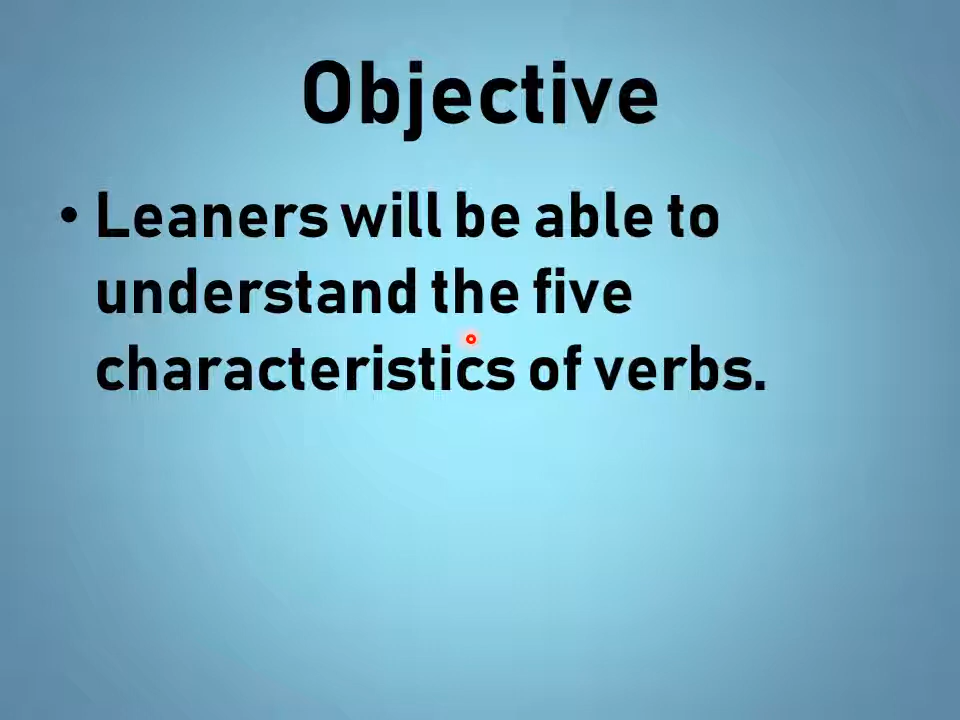 Objective
• Leaners will be able to
understand the five
characteristics of verbs.